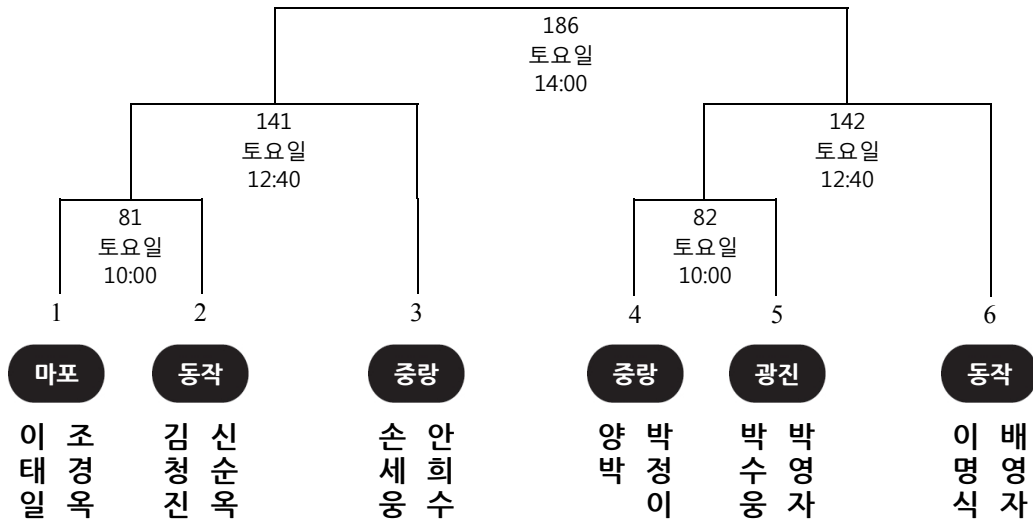 186
토요일
14:00
141
토요일
12:40
142
토요일
12:40
81
토요일
10:00
82
토요일
10:00
1
2
3
4
5
6
마포
동작
중랑
중랑
광진
동작
이태일
조경옥
김청진
신순옥
손세웅
안희수
양박
박정이
박수웅
박영자
이명식
배영자